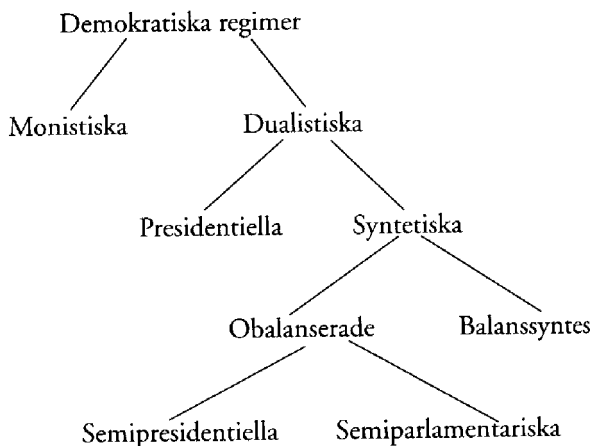 Demokratiska regimer
Monistiska
Dualistiska
Presidentiella
Syntetiska
Obalanserade
Balanssyntes
Semipresidentiella
Semiparlamentariska